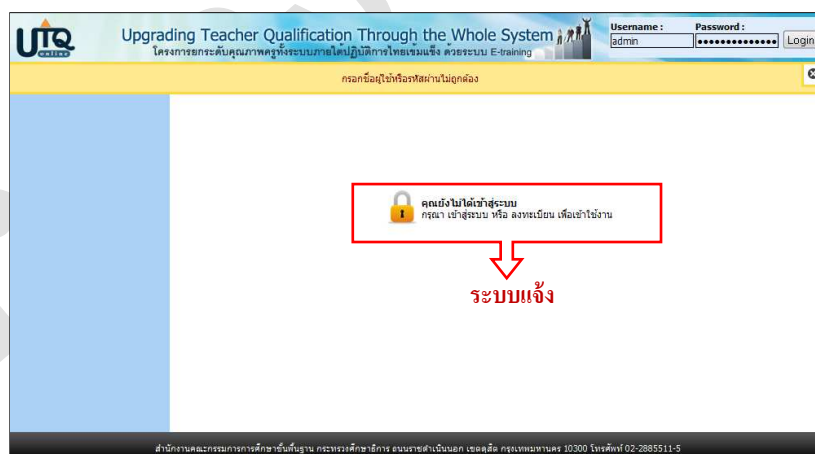 UTQ
online
Upgrading Teacher Qualification Through the Whole System
โครงการยกระดับคุณภาพครูทั้งระบบภายใต้ปฏิบัติการไทยเข้มแข็ง ด้วยระบบ E-training
Username :
Password :
admin
••••••••••••••
Login
กรอกชื่อผู้ใช้หรือรหัสผ่านไม่ถูกต้อง
คุณยังไม่ได้เข้าสู่ระบบ
กรุณา เข้าสู่ระบบ หรือ ลงทะเบียน เพื่อเข้าใช้งาน
ระบบแจ้ง
สำนักงานคณะกรรมการการศึกษาขั้นพื้นฐาน กระทรวงศึกษาธิการ ถนนราชดำเนินนอก เขตดุสิต กรุงเทพมหานคร 10300 โทรศัพท์ 02-2885511-5